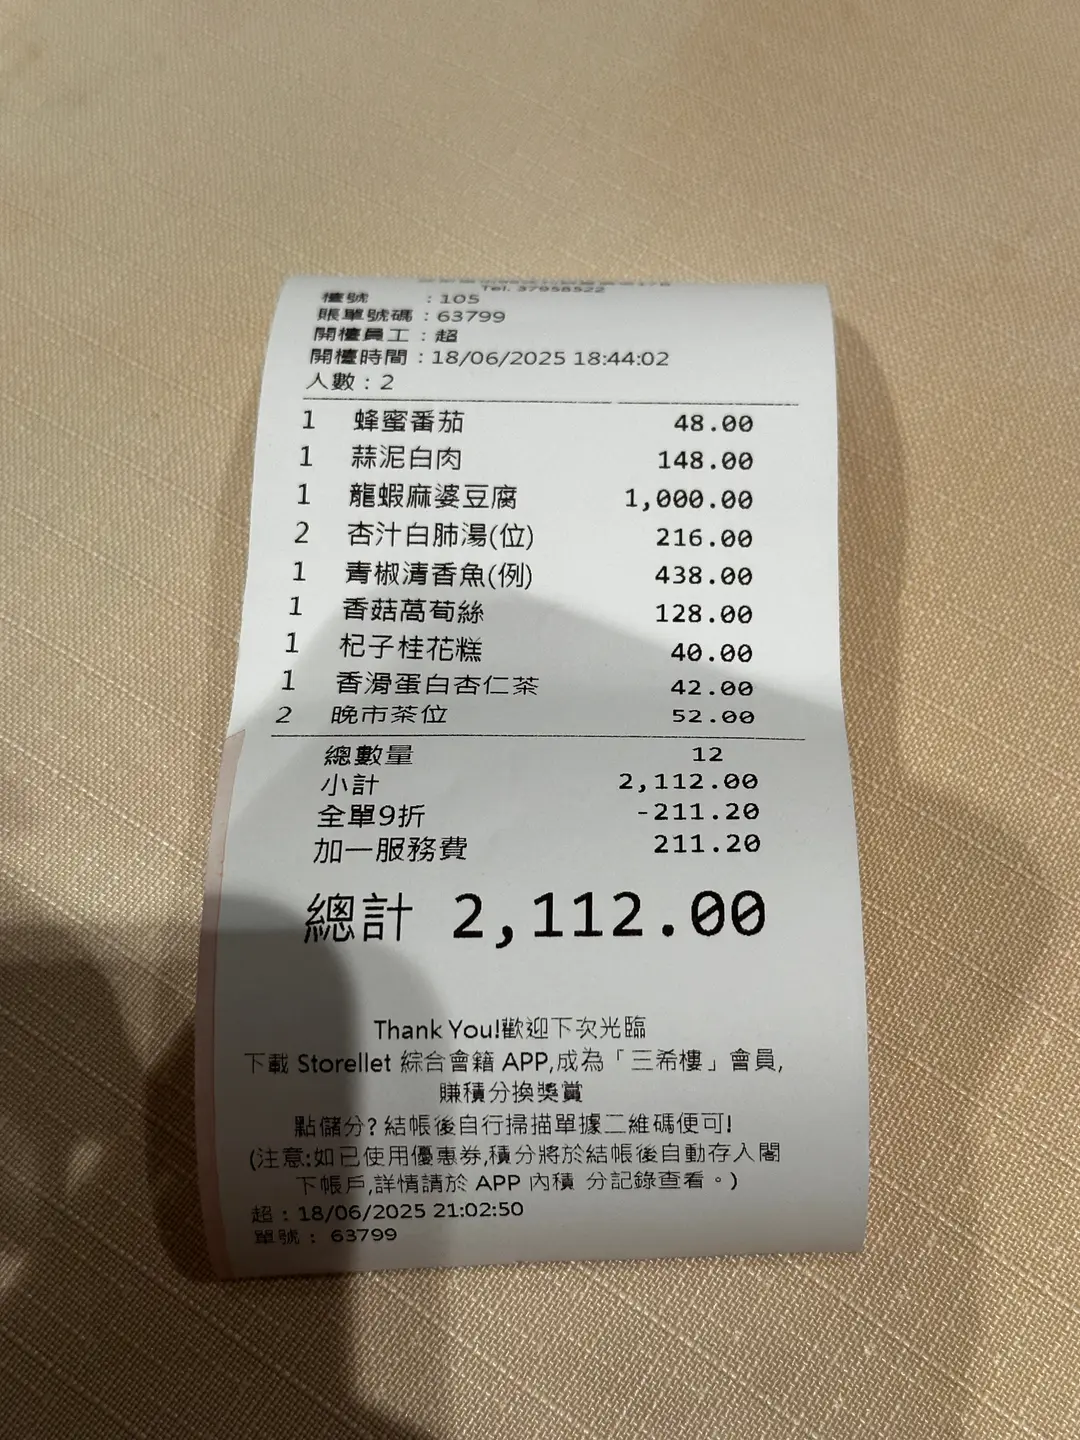 Tel. 37958522
檯號 : 105
賬單號碼 : 63799
開檯員工 : 超
開檯時間 : 18/06/2025 18:44:02
人數 : 2
1 蜂蜜番茄 48.00
1 蒜泥白肉 148.00
1 龍蝦麻婆豆腐 1,000.00
2 杏汁白肺湯(位) 216.00
1 青椒清香魚(例) 438.00
1 香菇萵荀絲 128.00
1 杞子桂花糕 40.00
1 香滑蛋白杏仁茶 42.00
2 晚市茶位 52.00
總數量 12
小計 2,112.00
全單9折 -211.20
加一服務費 211.20
總計 2,112.00
Thank You!歡迎下次光臨
下載 Storellet 綜合會籍 APP,成為「三希樓」會員,
賺積分換獎賞
點儲分? 結帳後自行掃描單據二維碼便可!
(注意:如已使用優惠券,積分將於結帳後自動存入閣
下帳戶,詳情請於 APP 內積 分記錄查看。)
超 : 18/06/2025 21:02:50
單號 : 63799